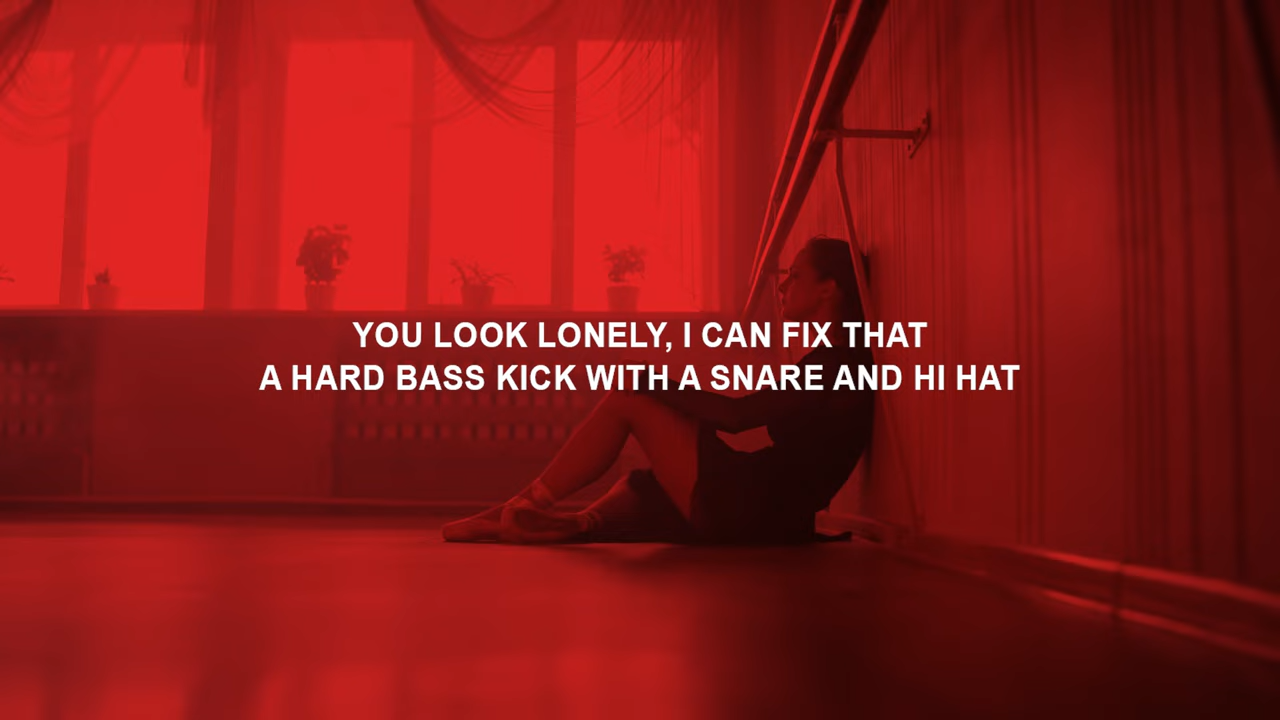 YOU LOOK LONELY, I CAN FIX THAT
A HARD BASS KICK WITH A SNARE AND HI HAT